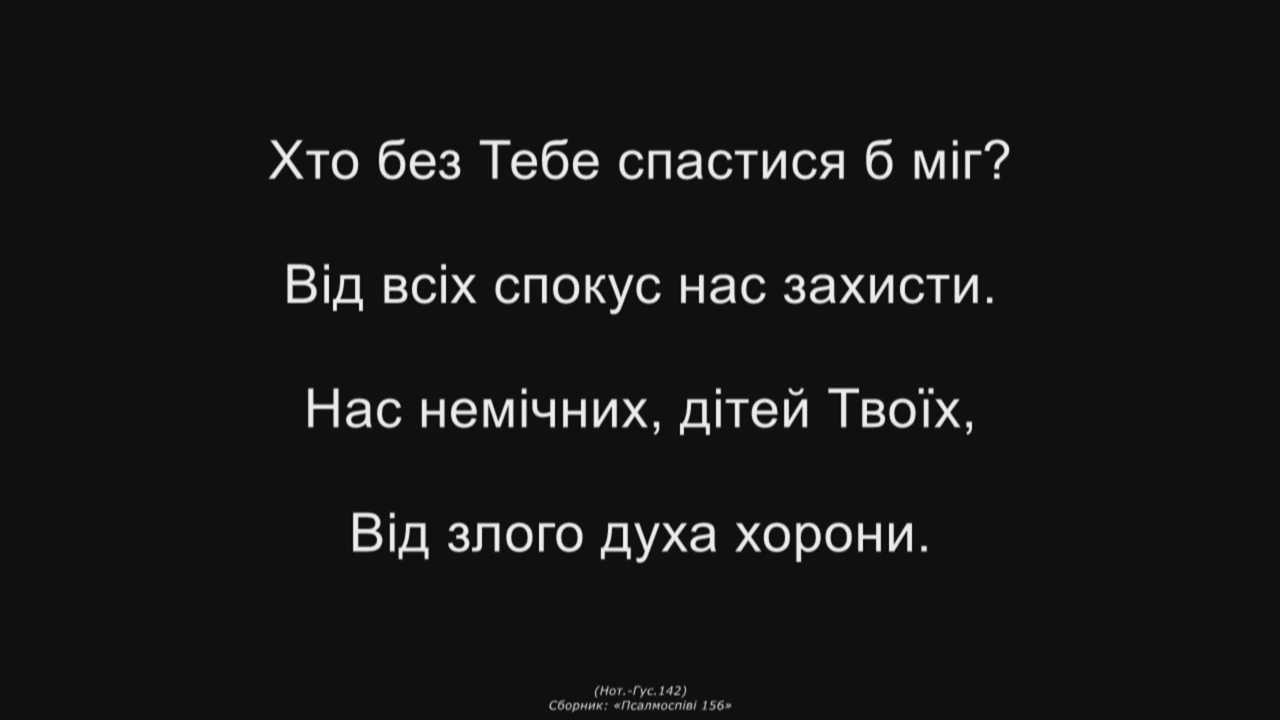 Хто без Тебе спастися б міг?
Від всіх спокус нас захисти.
Нас немічних, дітей Твоїх,
Від злого духа хорони.
(Нот.-Гус.142)
Сборник: «Псалмоспіві 156»